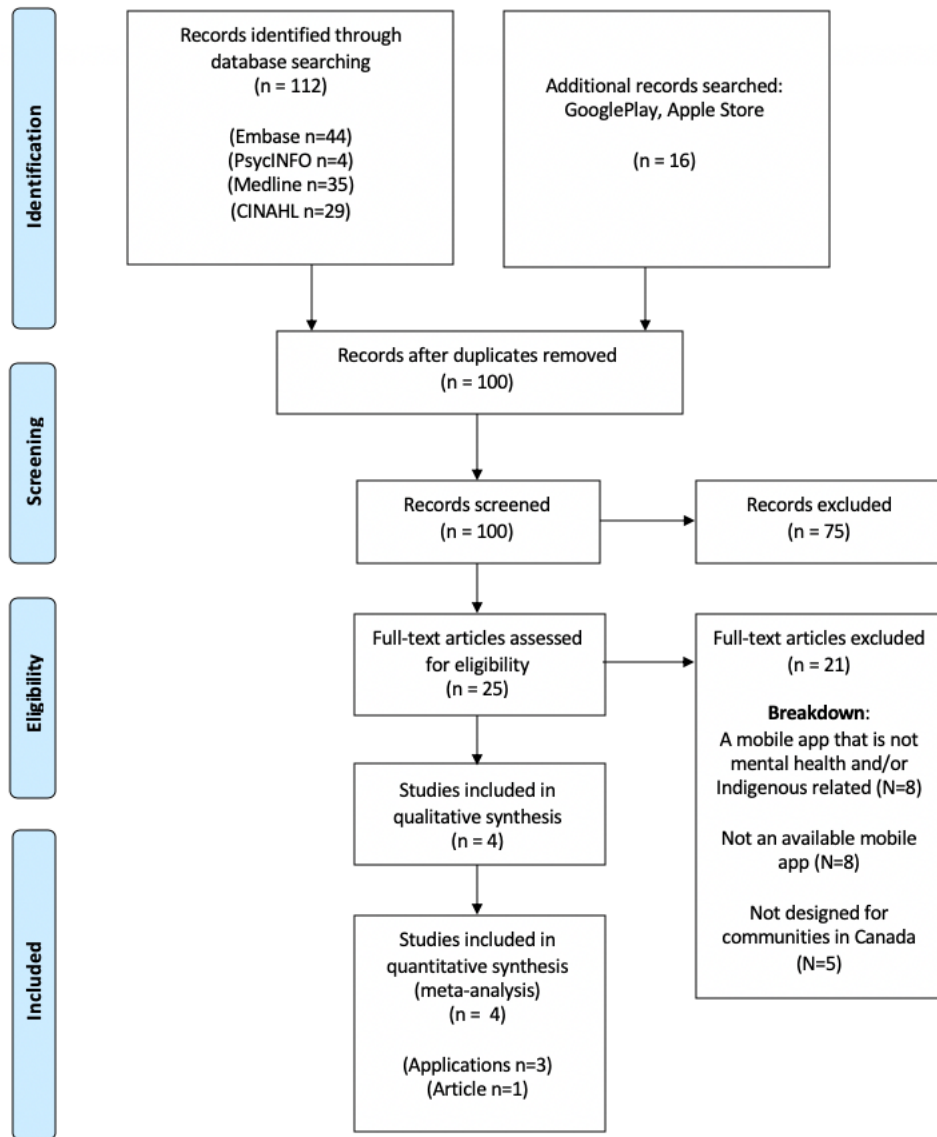 Identification
Records identified through
database searching
(n = 112)
(Embase n=44)
(PsycINFO n=4)
(Medline n=35)
(CINAHL n=29)
Additional records searched:
GooglePlay, Apple Store
(n = 16)
Records after duplicates removed
(n = 100)
Screening
Records screened
(n = 100)
Records excluded
(n = 75)
Eligibility
Full-text articles assessed
for eligibility
(n = 25)
Full-text articles excluded
(n = 21)
Breakdown:
A mobile app that is not
mental health and/or
Indigenous related (N=8)
Not an available mobile
app (N=8)
Not designed for
communities in Canada
(N=5)
Studies included in
qualitative synthesis
(n = 4)
Included
Studies included in
quantitative synthesis
(meta-analysis)
(n =  4)
(Applications n=3)
(Article n=1)